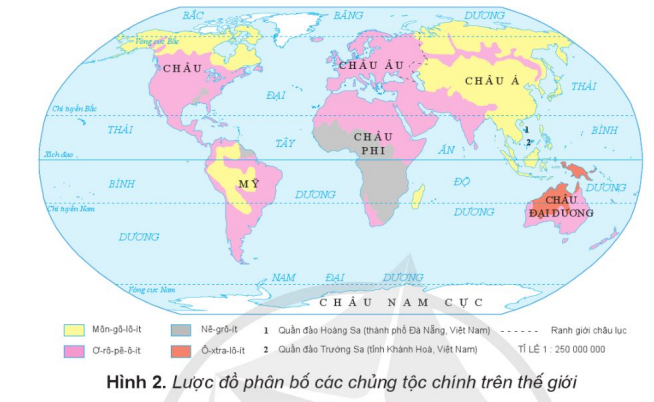 BẮC BĂNG DƯƠNG
Vòng cực Bắc
CHÂU CHÂU ÂU CHÂU Á
THÁI
ĐẠI
Chí tuyến Bắc
THÁI TÂY CHÂU PHI ẤN BÌNH
1
2
Xích đạo
BÌNH MỸ DƯƠNG ĐỘ DƯƠNG
CHÂU
ĐẠI DƯƠNG
Chí tuyến Nam
DƯƠNG DƯƠNG
Vòng cực Nam
NAM ĐẠI DƯƠNG
CHÂU NAM CỰC
Môn-gô-lô-ít Nê-grô-ít 1 Quần đảo Hoàng Sa (thành phố Đà Nẵng, Việt Nam) Ranh giới châu lục
Ơ-rô-pê-ô-ít Ô-xtra-lô-ít 2 Quần đảo Trường Sa (tỉnh Khánh Hoà, Việt Nam) TỈ LỆ 1 : 250 000 000
Hình 2. Lược đồ phân bố các chủng tộc chính trên thế giới